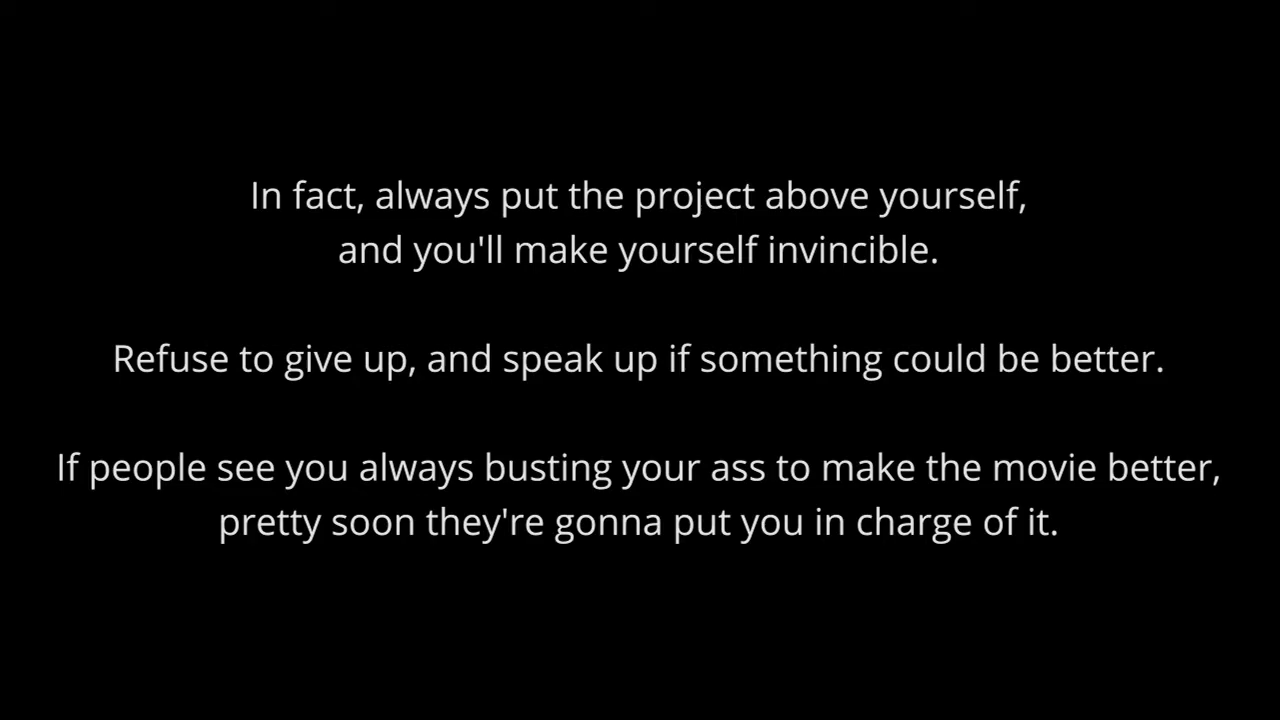 In fact, always put the project above yourself,
and you'll make yourself invincible.
Refuse to give up, and speak up if something could be better.
If people see you always busting your ass to make the movie better,
pretty soon they're gonna put you in charge of it.